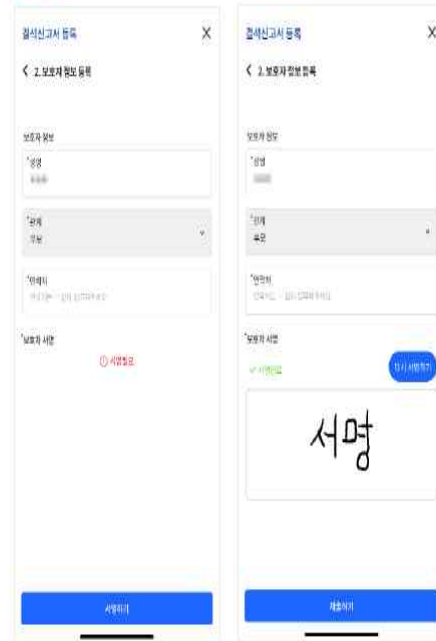 결석신고서 등록
2. 보호자 정보 등록
보호자 정보
*성명
*관계
부모
*연락처
*보호자 서명
서명필요
서명하기
결석신고서 등록
2. 보호자 정보 등록
보호자 정보
*성명
*관계
부모
*연락처
*보호자 서명
서명완료
다시 서명하기
서명
제출하기